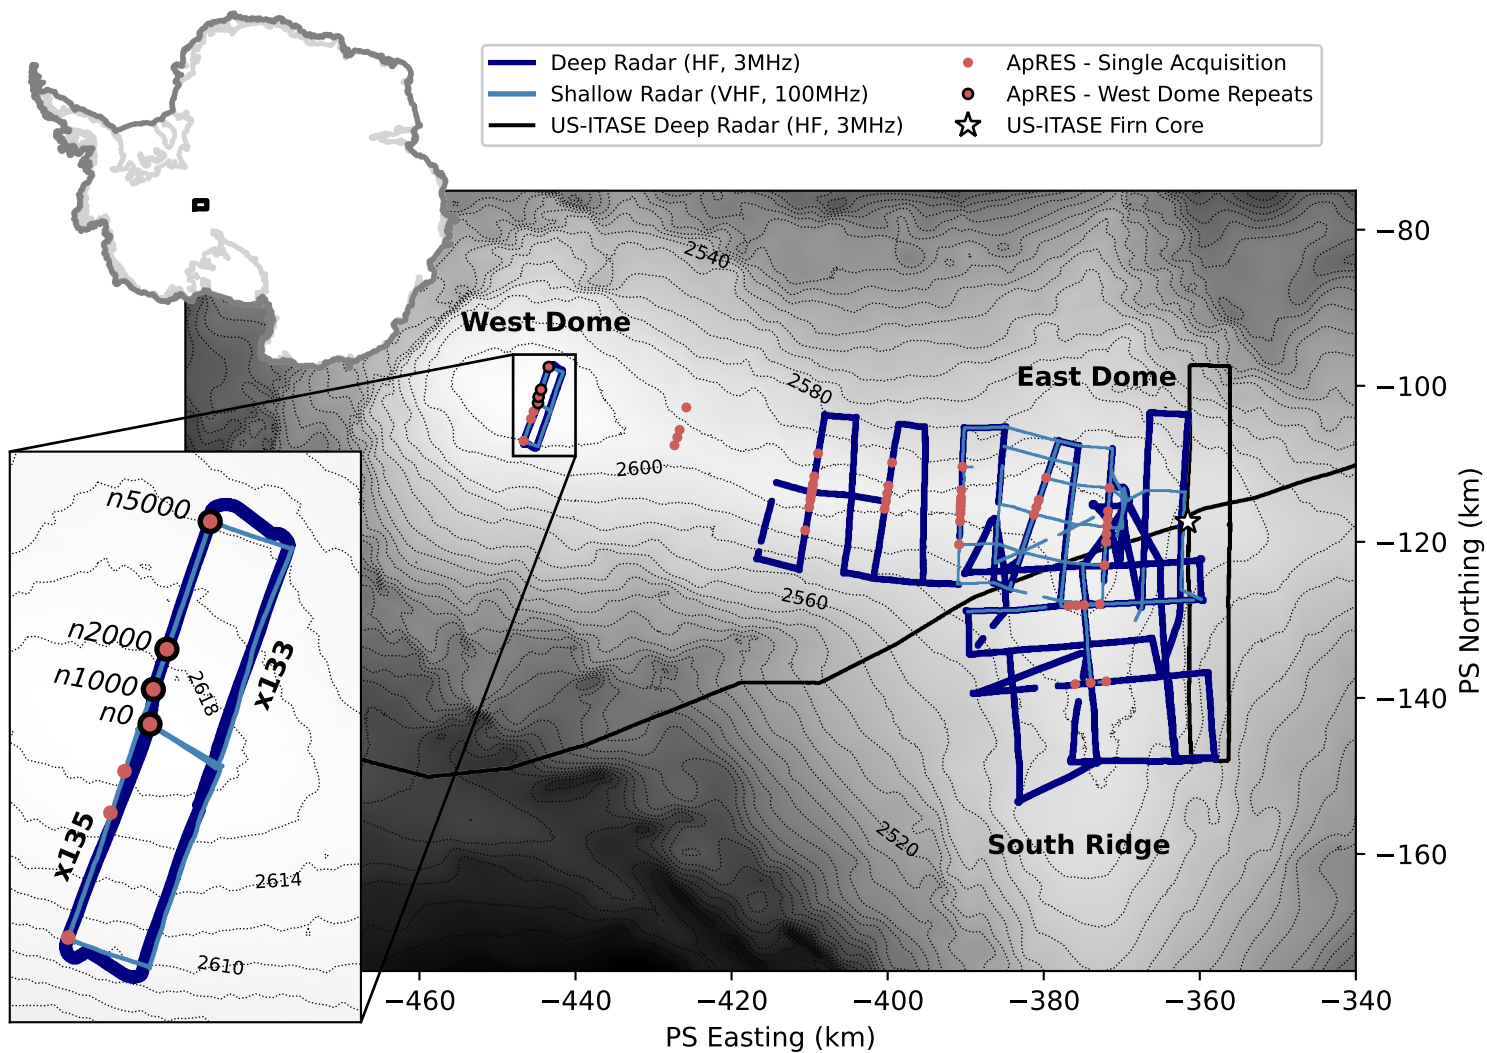 Deep Radar (HF, 3MHz)
Shallow Radar (VHF, 100MHz)
US-ITASE Deep Radar (HF, 3MHz)
ApRES - Single Acquisition
ApRES - West Dome Repeats
US-ITASE Firn Core
West Dome
East Dome
South Ridge
2540
2580
2600
2560
2520
n5000
n2000
n1000
n0
x133
x135
2618
2614
2610
−80
−100
−120
−140
−160
PS Northing (km)
−460
−440
−420
−400
−380
−360
−340
PS Easting (km)